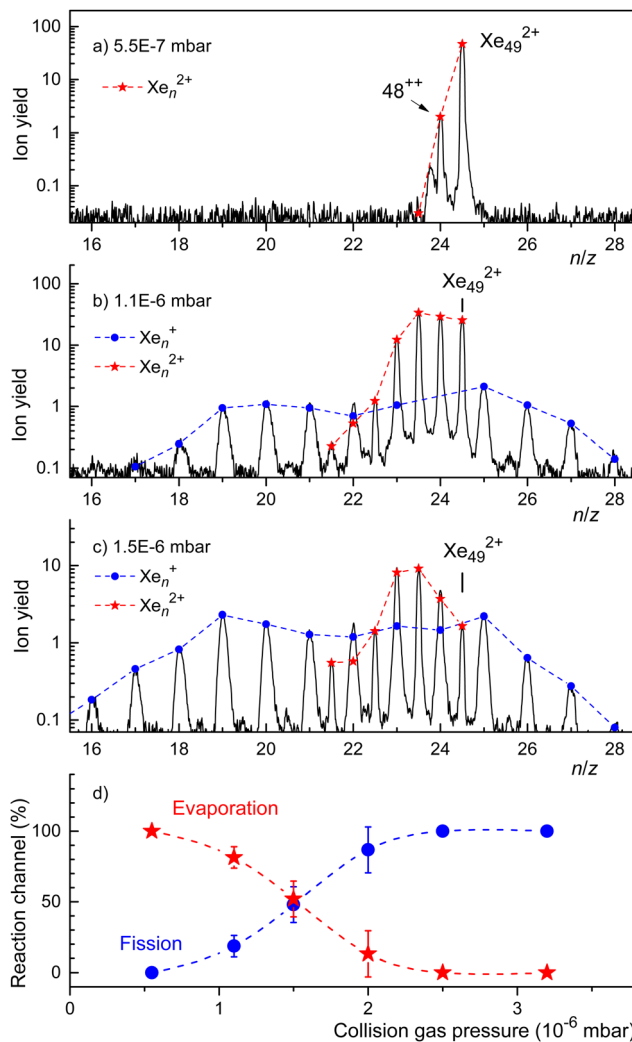 a) 5.5E-7 mbar
Xeₙ²⁺
48⁺⁺
Xe₄₉²⁺
Ion yield
100
10
1
0.1
16 18 20 22 24 26 28
n/z
b) 1.1E-6 mbar
Xeₙ⁺
Xeₙ²⁺
Xe₄₉²⁺
Ion yield
100
10
1
0.1
16 18 20 22 24 26 28
n/z
c) 1.5E-6 mbar
Xeₙ⁺
Xeₙ²⁺
Xe₄₉²⁺
Ion yield
10
1
0.1
16 18 20 22 24 26 28
n/z
d)
Evaporation
Fission
Reaction channel (%)
100
50
0
0 1 2 3
Collision gas pressure (10⁻⁶ mbar)